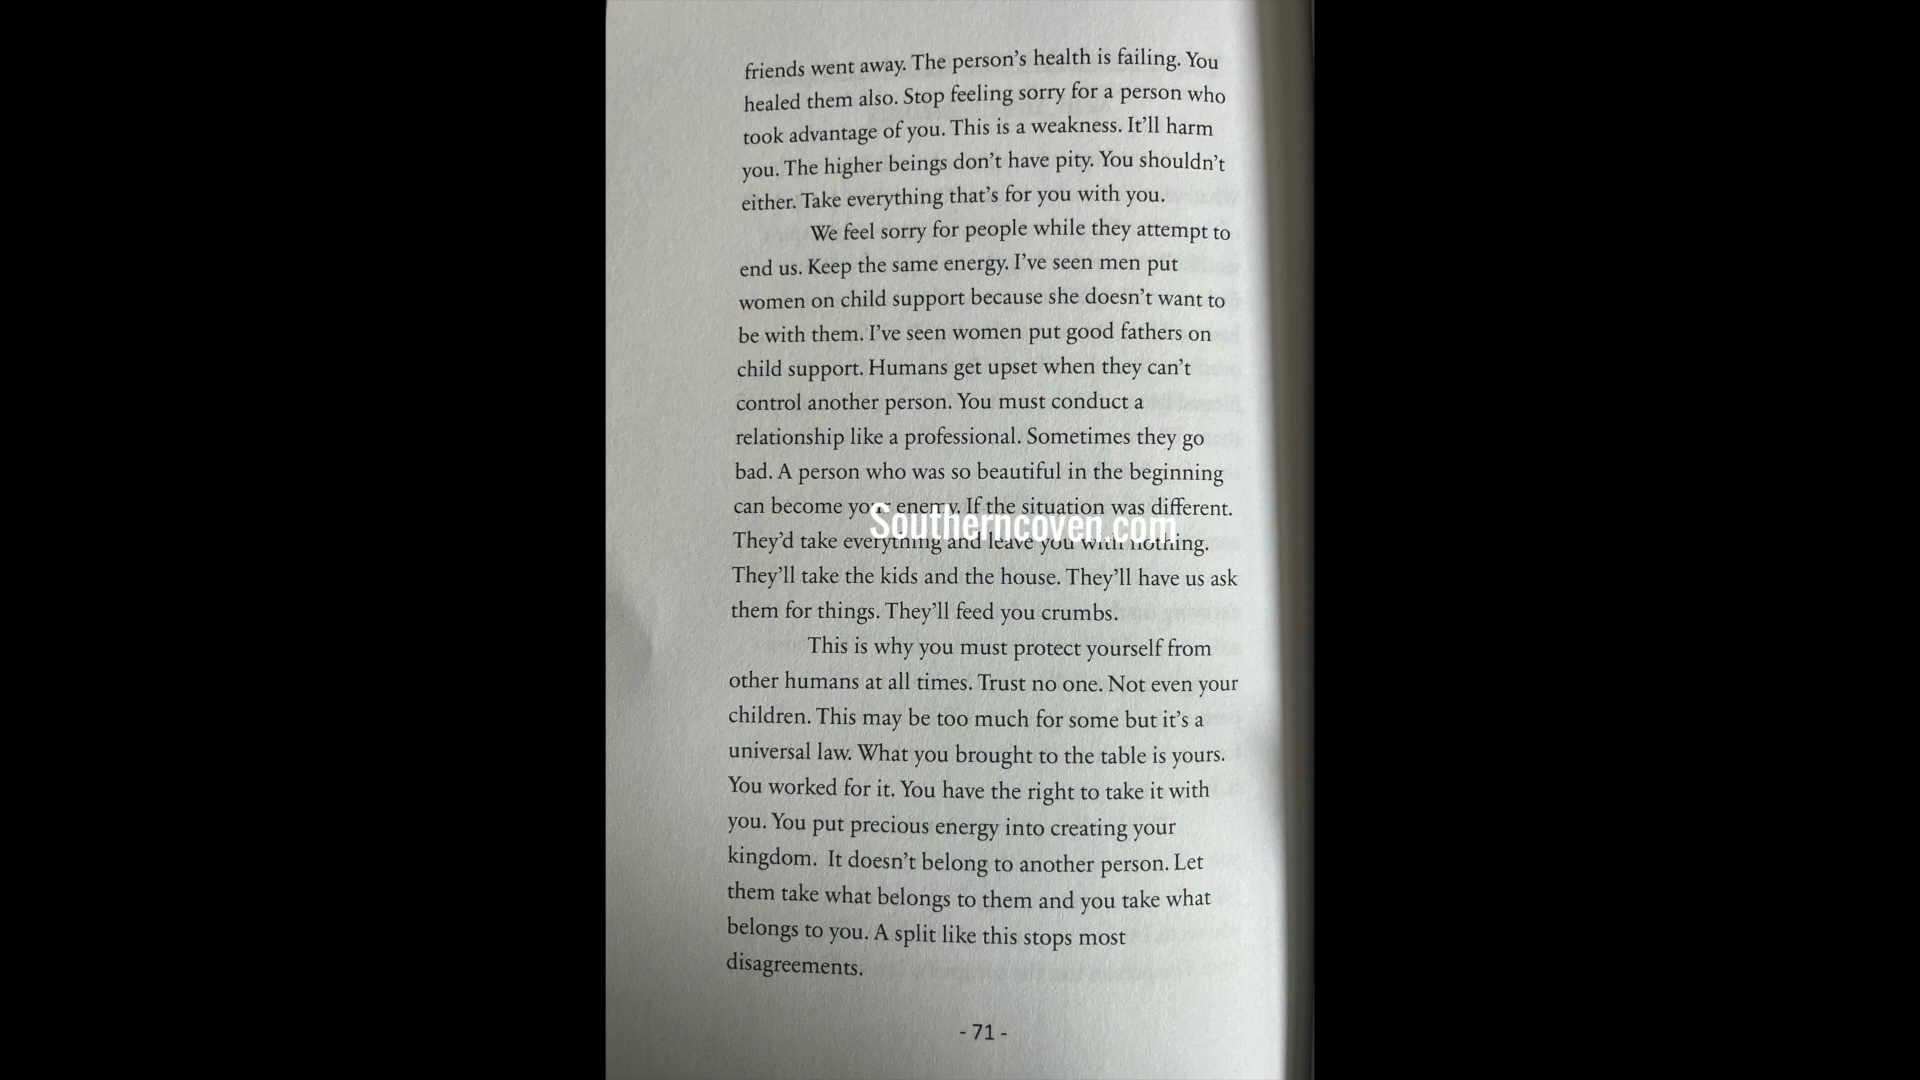 friends went away. The person's health is failing. You
healed them also. Stop feeling sorry for a person who
took advantage of you. This is a weakness. It'll harm
you. The higher beings don't have pity. You shouldn't
either. Take everything that's for you with you.
We feel sorry for people while they attempt to
end us. Keep the same energy. I've seen men put
women on child support because she doesn't want to
be with them. I've seen women put good fathers on
child support. Humans get upset when they can't
control another person. You must conduct a
relationship like a professional. Sometimes they go
bad. A person who was so beautiful in the beginning
can become your enemy. If the situation was different.
Southerncoven.com
They'd take everything and leave you with nothing.
They'll take the kids and the house. They'll have us ask
them for things. They'll feed you crumbs.
This is why you must protect yourself from
other humans at all times. Trust no one. Not even your
children. This may be too much for some but it's a
universal law. What you brought to the table is yours.
You worked for it. You have the right to take it with
you. You put precious energy into creating your
kingdom. It doesn't belong to another person. Let
them take what belongs to them and you take what
belongs to you. A split like this stops most
disagreements.
- 71 -